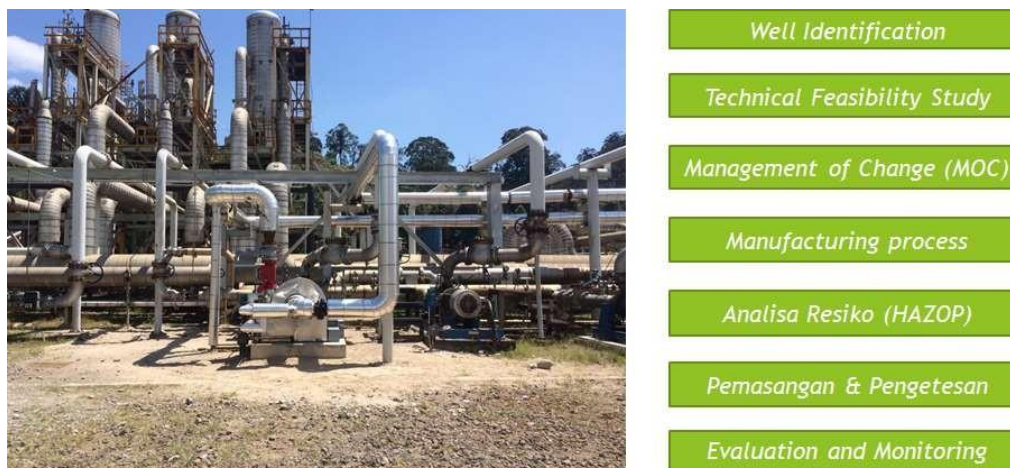 Well Identification
Technical Feasibility Study
Management of Change (MOC)
Manufacturing process
Analisa Resiko (HAZOP)
Pemasangan & Pengetesan
Evaluation and Monitoring